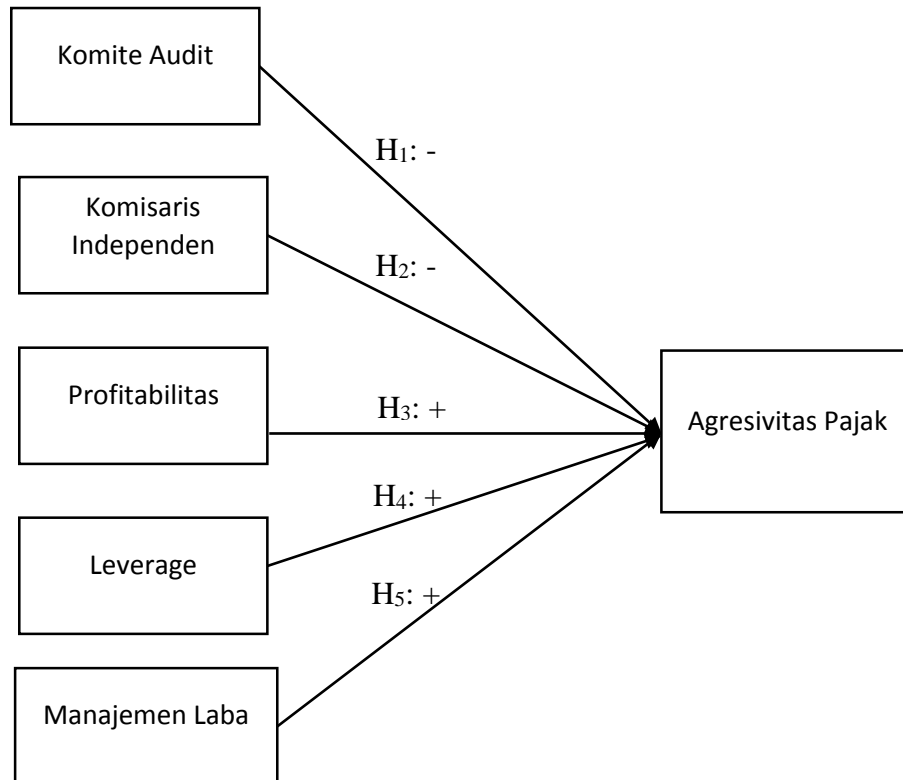 Komite Audit
H₁: -
Komisaris
Independen
H₂: -
Profitabilitas
H₃: +
Agresivitas Pajak
H₄: +
Leverage
H₅: +
Manajemen Laba